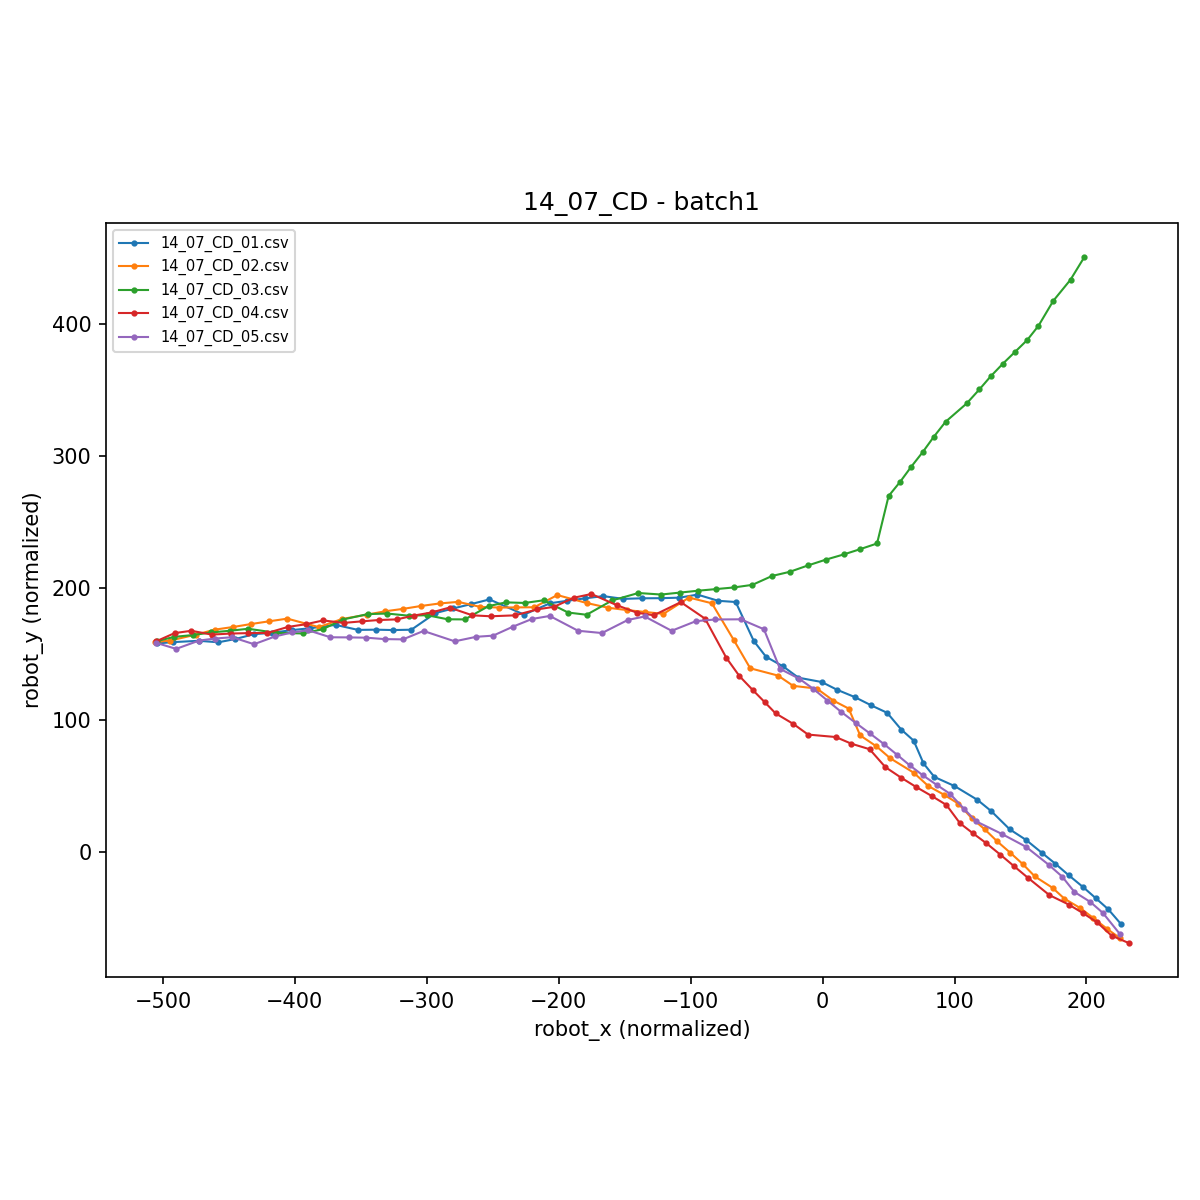 14_07_CD - batch1
14_07_CD_01.csv
14_07_CD_02.csv
14_07_CD_03.csv
14_07_CD_04.csv
14_07_CD_05.csv
robot_y (normalized)
400
300
200
100
0
−500
−400
−300
−200
−100
0
100
200
robot_x (normalized)